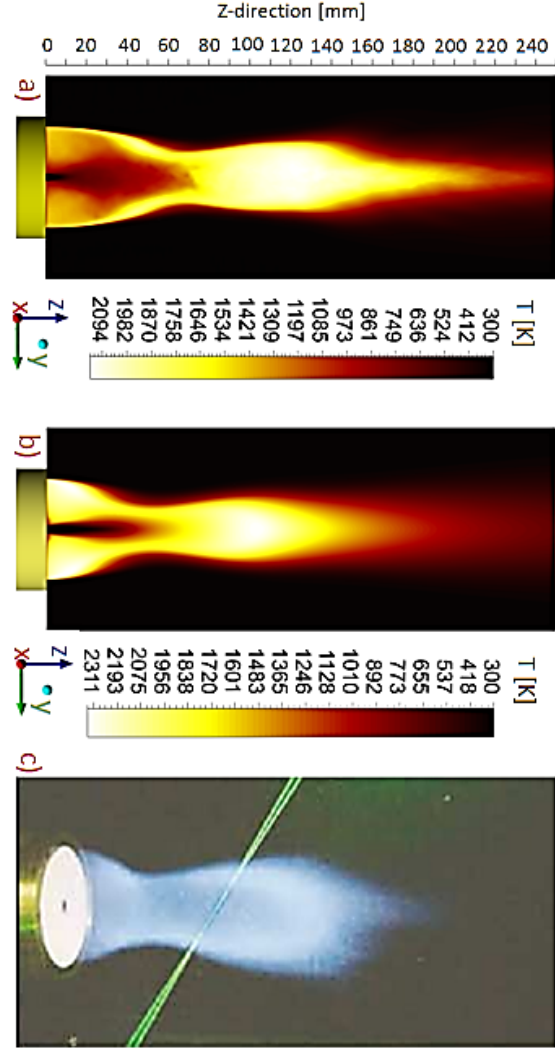 Z-direction [mm]
0 20 40 60 80 100 120 140 160 180 200 220 240
a)
T [K]
2094 1982 1870 1758 1646 1534 1421 1309 1197 1085 973 861 749 636 524 412 300
Z
X
y
b)
T [K]
2311 2193 2075 1956 1838 1720 1601 1483 1365 1246 1128 1010 892 773 655 537 418 300
Z
X
y
c)